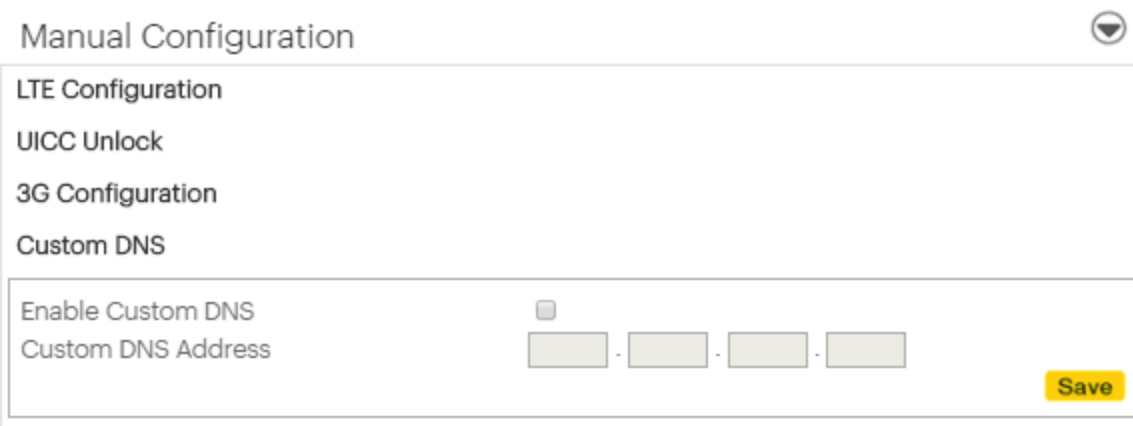 Manual Configuration
LTE Configuration
UICC Unlock
3G Configuration
Custom DNS
Enable Custom DNS
Custom DNS Address . . .
Save